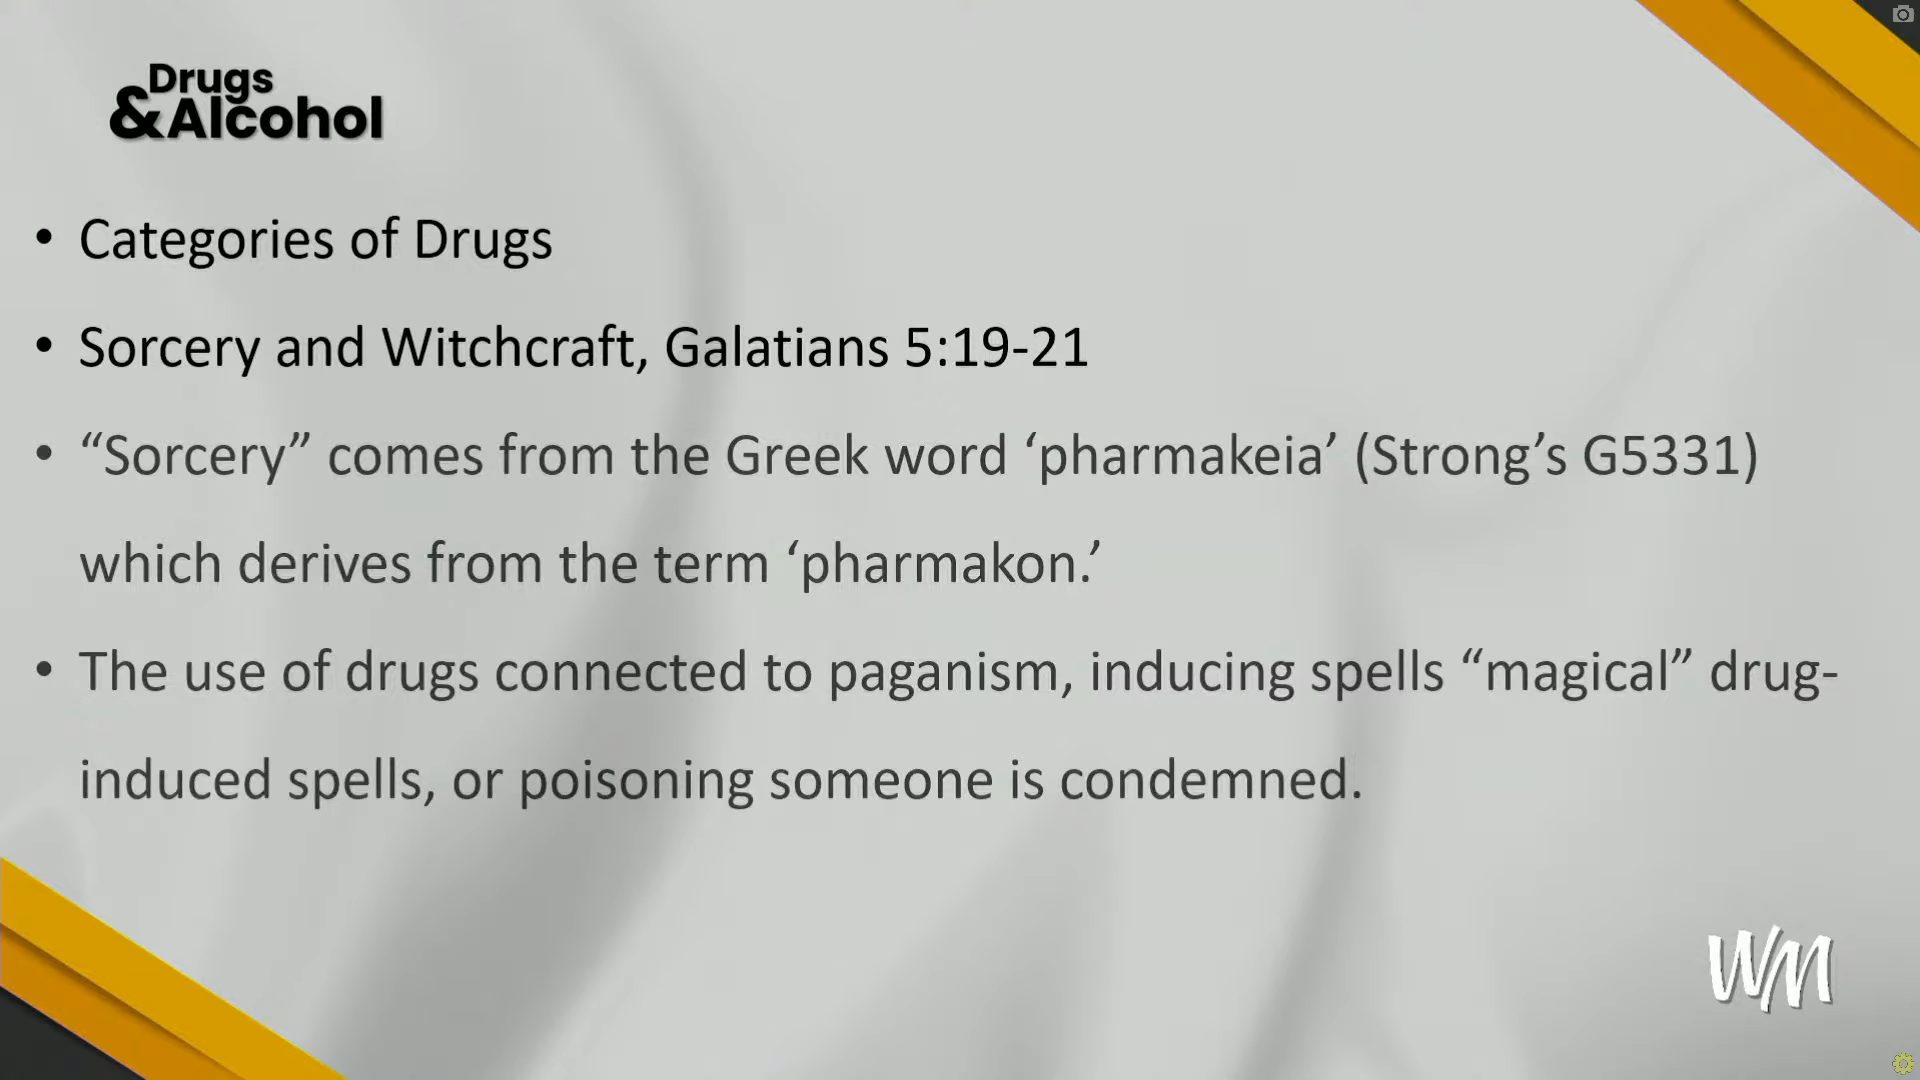 Drugs
&Alcohol
• Categories of Drugs
• Sorcery and Witchcraft, Galatians 5:19-21
• “Sorcery” comes from the Greek word ‘pharmakeia’ (Strong’s G5331)
which derives from the term ‘pharmakon.’
• The use of drugs connected to paganism, inducing spells “magical” drug-
induced spells, or poisoning someone is condemned.
WM